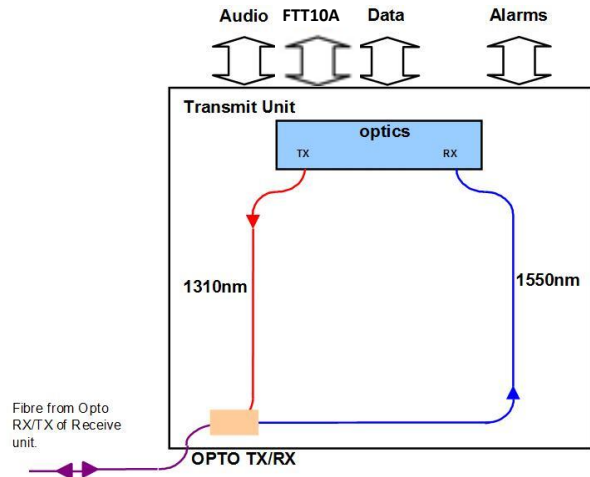 Audio FTT10A Data Alarms
Transmit Unit
optics
TX RX
1310nm 1550nm
Fibre from Opto
RX/TX of Receive
unit.
OPTO TX/RX